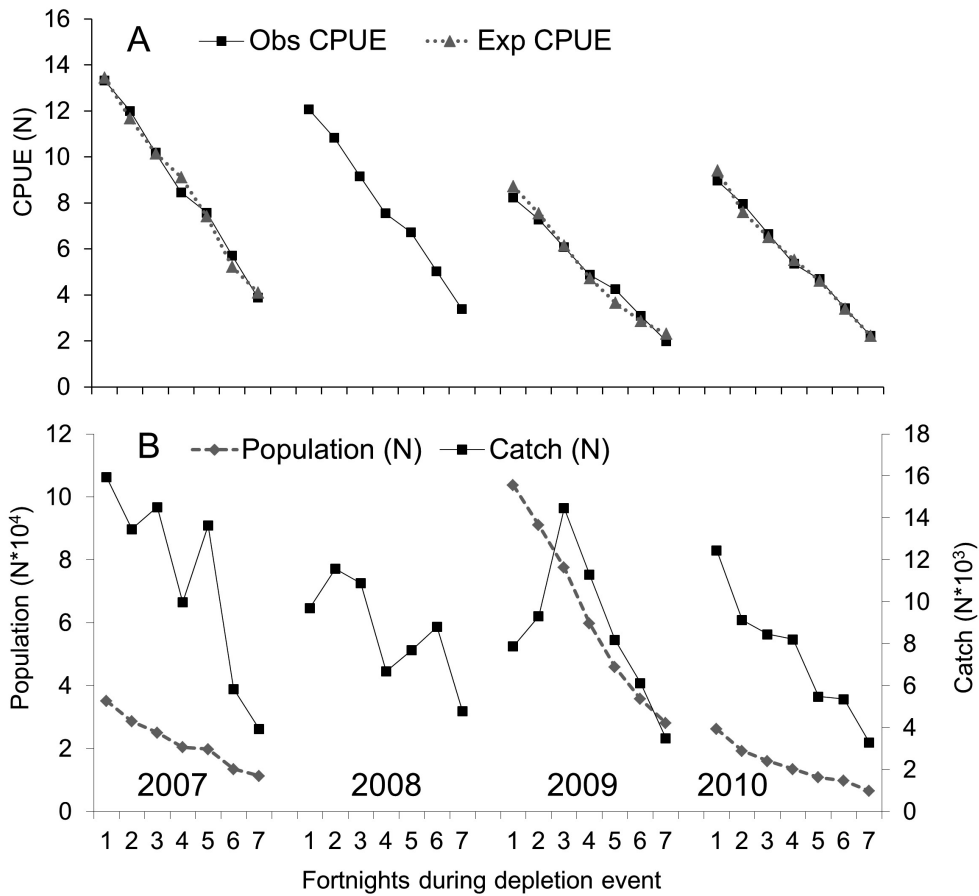 A
Obs CPUE
Exp CPUE
CPUE (N)
16
14
12
10
8
6
4
2
0
B
Population (N)
Catch (N)
Population (N*10⁴)
12
10
8
6
4
2
0
Catch (N*10³)
18
16
14
12
10
8
6
4
2
0
2007 2008 2009 2010
1 2 3 4 5 6 7 1 2 3 4 5 6 7 1 2 3 4 5 6 7 1 2 3 4 5 6 7
Fortnights during depletion event